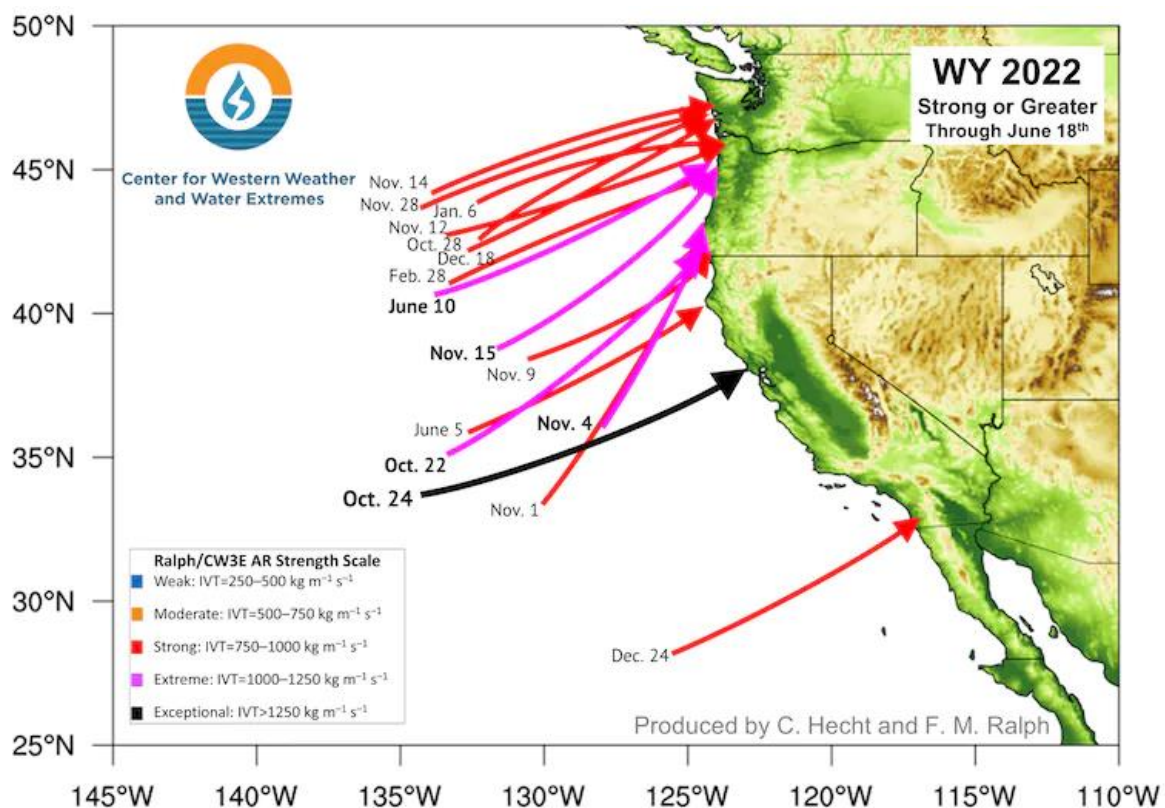 50°N
45°N
40°N
35°N
30°N
25°N
145°W
140°W
135°W
130°W
125°W
120°W
115°W
110°W
Center for Western Weather
and Water Extremes
WY 2022
Strong or Greater
Through June 18th
Nov. 14
Nov. 28
Jan. 6
Nov. 12
Oct. 28
Dec. 18
Feb. 28
June 10
Nov. 15
Nov. 9
June 5
Nov. 4
Oct. 22
Oct. 24
Nov. 1
Dec. 24
Ralph/CW3E AR Strength Scale
Weak: IVT=250–500 kg m⁻¹ s⁻¹
Moderate: IVT=500–750 kg m⁻¹ s⁻¹
Strong: IVT=750–1000 kg m⁻¹ s⁻¹
Extreme: IVT=1000–1250 kg m⁻¹ s⁻¹
Exceptional: IVT>1250 kg m⁻¹ s⁻¹
Produced by C. Hecht and F. M. Ralph